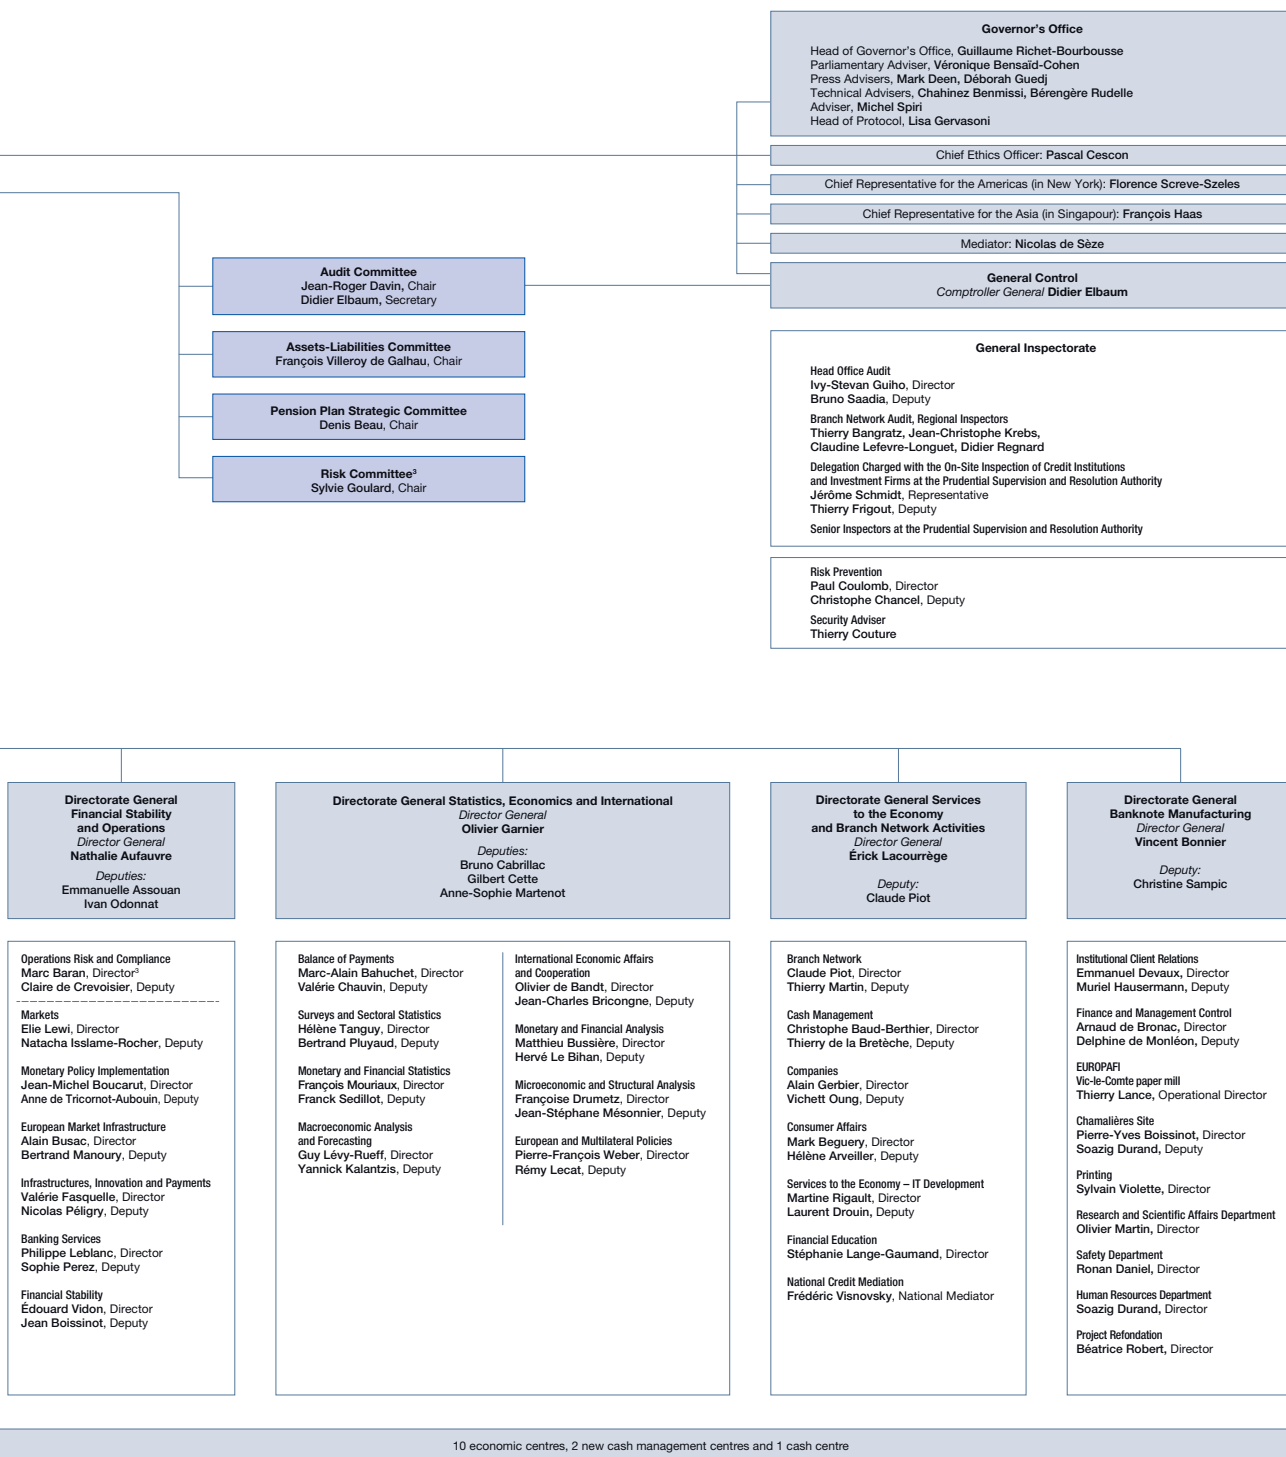 Governor's Office
Head of Governor's Office, Guillaume Richet-Bourbousse
Parliamentary Adviser, Véronique Bensaïd-Cohen
Press Advisers, Mark Deen, Déborah Guedj
Technical Advisers, Chahinez Benmissi, Bérengère Rudelle
Adviser, Michel Spiri
Head of Protocol, Lisa Gervasoni
Chief Ethics Officer: Pascal Cescon
Chief Representative for the Americas (in New York): Florence Screve-Szeles
Chief Representative for the Asia (in Singapour): François Haas
Mediator: Nicolas de Sèze
General Control
Comptroller General Didier Elbaum
Audit Committee
Jean-Roger Davin, Chair
Didier Elbaum, Secretary
Assets-Liabilities Committee
François Villeroy de Galhau, Chair
Pension Plan Strategic Committee
Denis Beau, Chair
Risk Committee³
Sylvie Goulard, Chair
General Inspectorate
Head Office Audit
Ivy-Stevan Guiho, Director
Bruno Saadia, Deputy
Branch Network Audit, Regional Inspectors
Thierry Bangratz, Jean-Christophe Krebs,
Claudine Lefevre-Longuet, Didier Regnard
Delegation Charged with the On-Site Inspection of Credit Institutions
and Investment Firms at the Prudential Supervision and Resolution Authority
Jérôme Schmidt, Representative
Thierry Frigout, Deputy
Senior Inspectors at the Prudential Supervision and Resolution Authority
Risk Prevention
Paul Coulomb, Director
Christophe Chancel, Deputy
Security Adviser
Thierry Couture
Directorate General
Financial Stability
and Operations
Director General
Nathalie Aufauvre
Deputies:
Emmanuelle Assouan
Ivan Odonnat
Operations Risk and Compliance
Marc Baran, Director³
Claire de Crevoisier, Deputy
Markets
Elie Lewi, Director
Natacha Isslame-Rocher, Deputy
Monetary Policy Implementation
Jean-Michel Boucarut, Director
Anne de Tricornot-Aubouin, Deputy
European Market Infrastructure
Alain Busac, Director
Bertrand Manoury, Deputy
Infrastructures, Innovation and Payments
Valérie Fasquelle, Director
Nicolas Péligry, Deputy
Banking Services
Philippe Leblanc, Director
Sophie Perez, Deputy
Financial Stability
Édouard Vidon, Director
Jean Boissinot, Deputy
Directorate General Statistics, Economics and International
Director General
Olivier Garnier
Deputies:
Bruno Cabrillac
Gilbert Cette
Anne-Sophie Martenot
Balance of Payments
Marc-Alain Bahuchet, Director
Valérie Chauvin, Deputy
Surveys and Sectoral Statistics
Hélène Tanguy, Director
Bertrand Pluyaud, Deputy
Monetary and Financial Statistics
François Mouriaux, Director
Franck Sedillot, Deputy
Macroeconomic Analysis
and Forecasting
Guy Lévy-Rueff, Director
Yannick Kalantzis, Deputy
International Economic Affairs
and Cooperation
Olivier de Bandt, Director
Jean-Charles Bricongne, Deputy
Monetary and Financial Analysis
Matthieu Bussière, Director
Hervé Le Bihan, Deputy
Microeconomic and Structural Analysis
Françoise Drumetz, Director
Jean-Stéphane Mésonnier, Deputy
European and Multilateral Policies
Pierre-François Weber, Director
Rémy Lecat, Deputy
Directorate General Services
to the Economy
and Branch Network Activities
Director General
Érick Lacourrège
Deputy:
Claude Piot
Branch Network
Claude Piot, Director
Thierry Martin, Deputy
Cash Management
Christophe Baud-Berthier, Director
Thierry de la Bretèche, Deputy
Companies
Alain Gerbier, Director
Vichett Oung, Deputy
Consumer Affairs
Mark Beguery, Director
Hélène Arveiller, Deputy
Services to the Economy – IT Development
Martine Rigault, Director
Laurent Drouin, Deputy
Financial Education
Stéphanie Lange-Gaumand, Director
National Credit Mediation
Frédéric Visnovsky, National Mediator
Directorate General
Banknote Manufacturing
Director General
Vincent Bonnier
Deputy:
Christine Sampic
Institutional Client Relations
Emmanuel Devaux, Director
Muriel Hausermann, Deputy
Finance and Management Control
Arnaud de Bronac, Director
Delphine de Monléon, Deputy
EUROPAFI
Vic-le-Comte paper mill
Thierry Lance, Operational Director
Chamalières Site
Pierre-Yves Boissinot, Director
Soazig Durand, Deputy
Printing
Sylvain Violette, Director
Research and Scientific Affairs Department
Olivier Martin, Director
Safety Department
Ronan Daniel, Director
Human Resources Department
Soazig Durand, Director
Project Refondation
Béatrice Robert, Director
10 economic centres, 2 new cash management centres and 1 cash centre